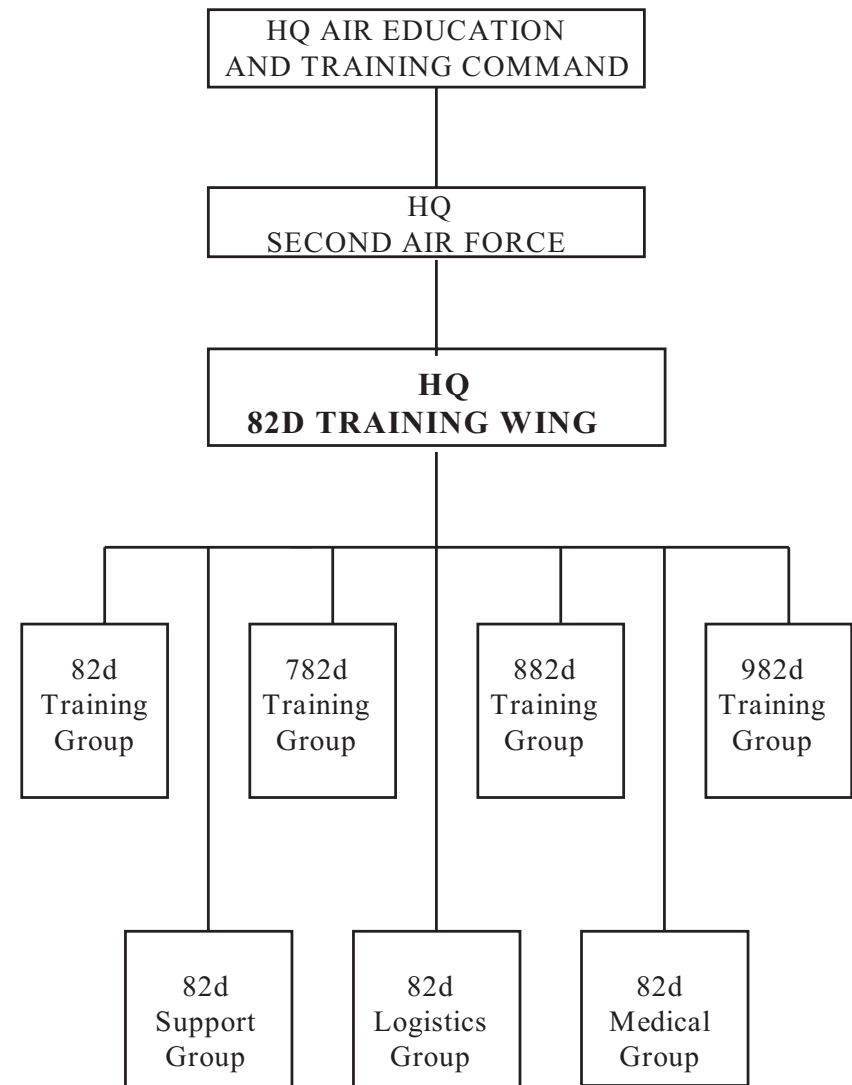 HQ AIR EDUCATION
AND TRAINING COMMAND
HQ
SECOND AIR FORCE
HQ
82D TRAINING WING
82d
Training
Group
782d
Training
Group
882d
Training
Group
982d
Training
Group
82d
Support
Group
82d
Logistics
Group
82d
Medical
Group